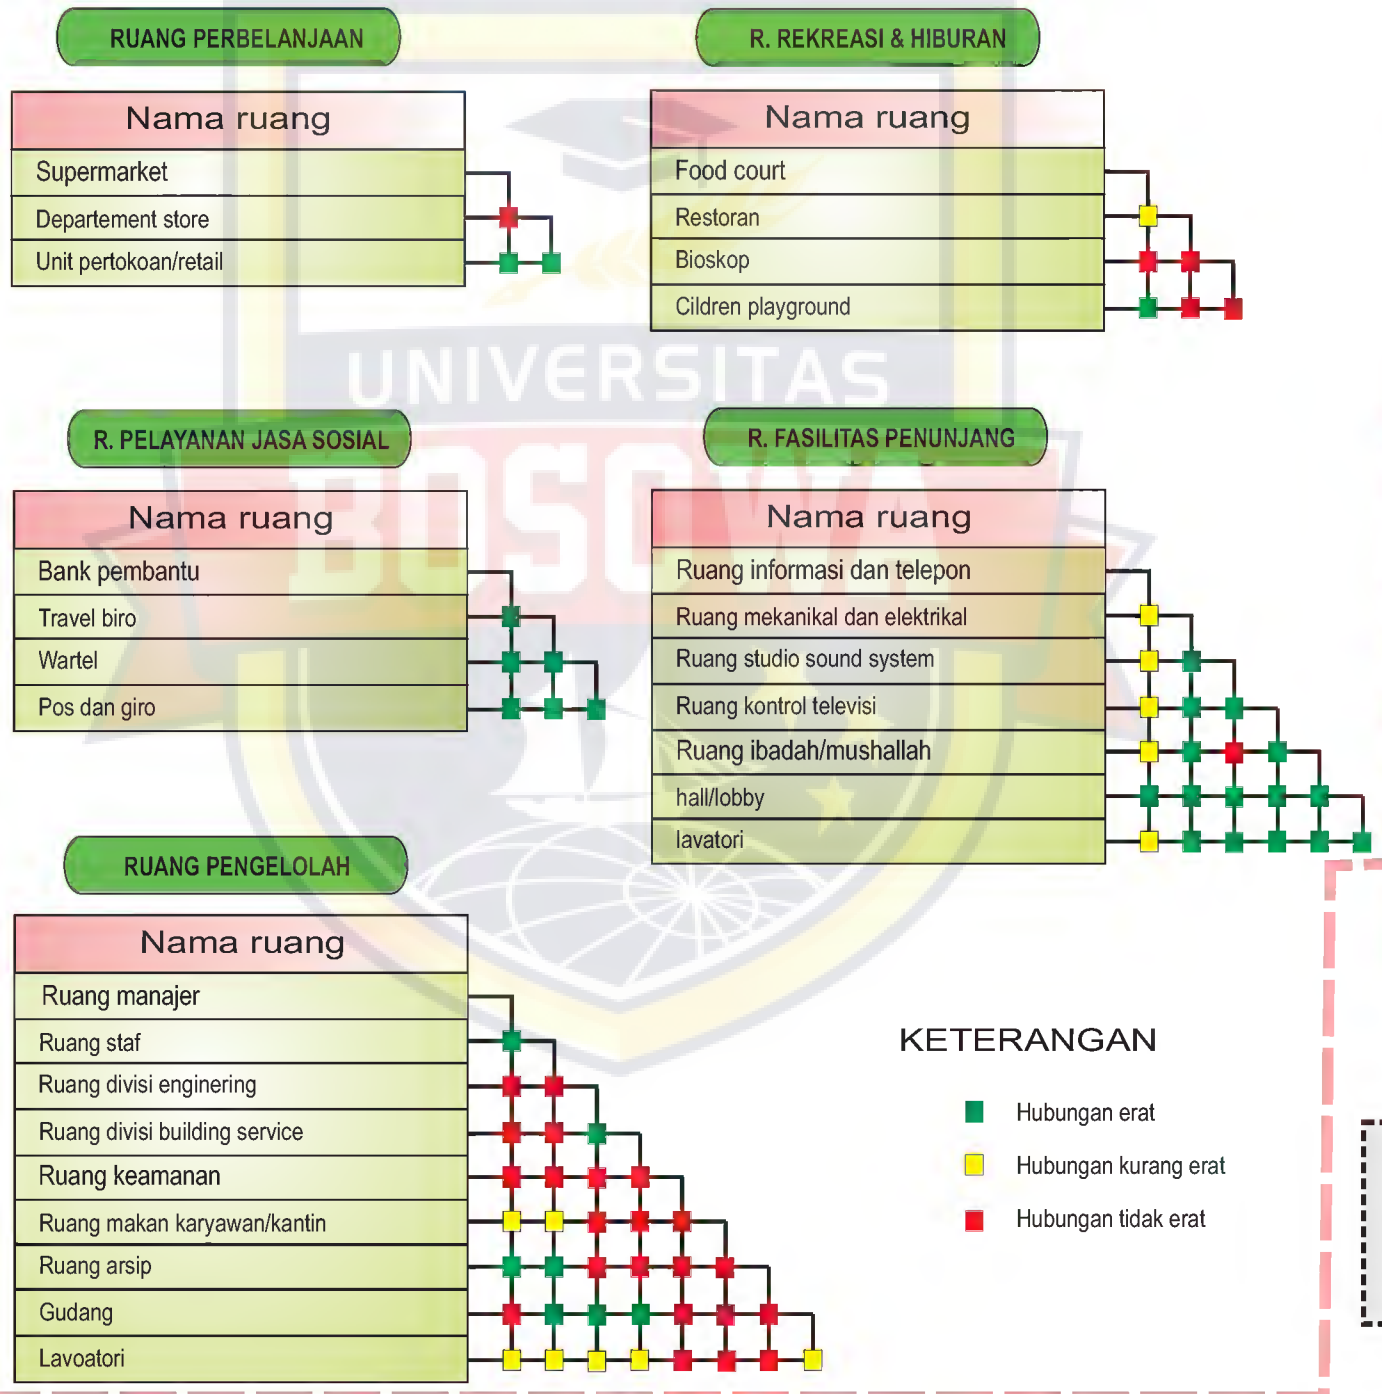 RUANG PERBELANJAAN
Nama ruang
Supermarket
Departement store
Unit pertokoan/retail
R. REKREASI & HIBURAN
Nama ruang
Food court
Restoran
Bioskop
Cildren playground
UNIVERSITAS
BOSOWA
R. PELAYANAN JASA SOSIAL
Nama ruang
Bank pembantu
Travel biro
Wartel
Pos dan giro
R. FASILITAS PENUNJANG
Nama ruang
Ruang informasi dan telepon
Ruang mekanikal dan elektrikal
Ruang studio sound system
Ruang kontrol televisi
Ruang ibadah/mushallah
hall/lobby
lavatori
RUANG PENGELOLAH
Nama ruang
Ruang manajer
Ruang staf
Ruang divisi enginering
Ruang divisi building service
Ruang keamanan
Ruang makan karyawan/kantin
Ruang arsip
Gudang
Lavoatori
KETERANGAN
Hubungan erat
Hubungan kurang erat
Hubungan tidak erat